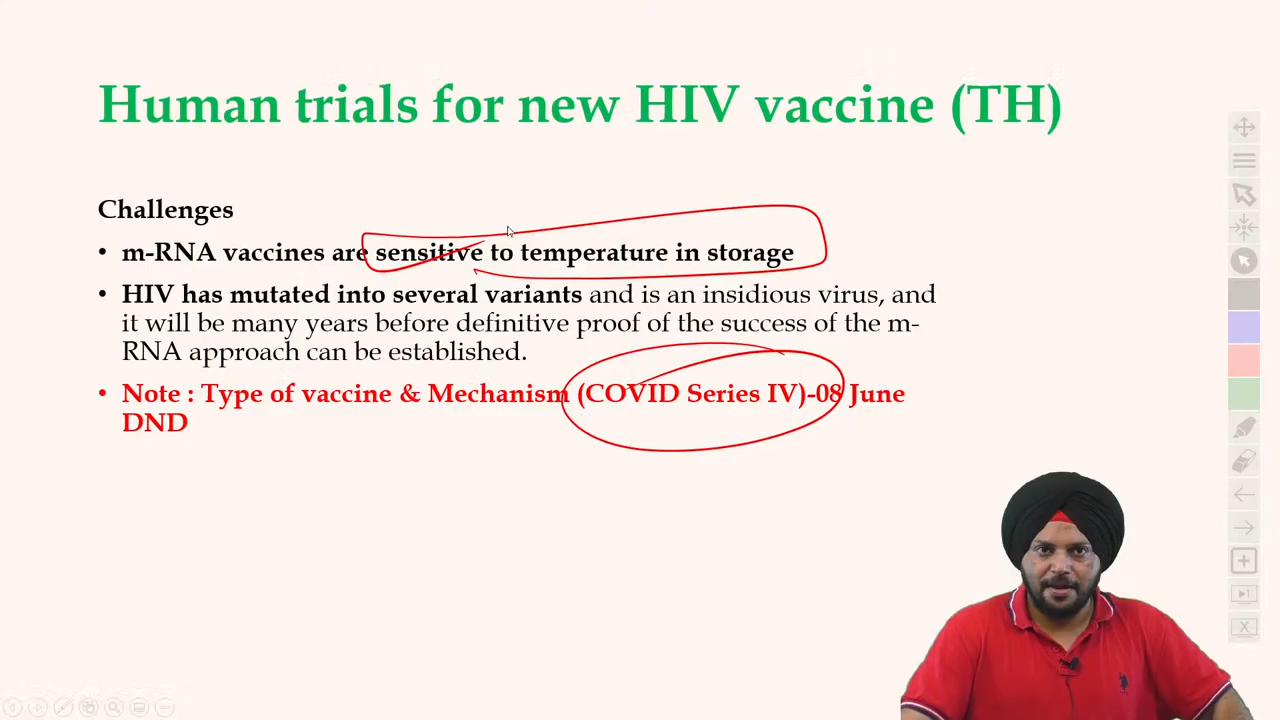 Human trials for new HIV vaccine (TH)
Challenges
• m-RNA vaccines are sensitive to temperature in storage
• HIV has mutated into several variants and is an insidious virus, and
it will be many years before definitive proof of the success of the m-
RNA approach can be established.
• Note : Type of vaccine & Mechanism (COVID Series IV)-08 June
DND